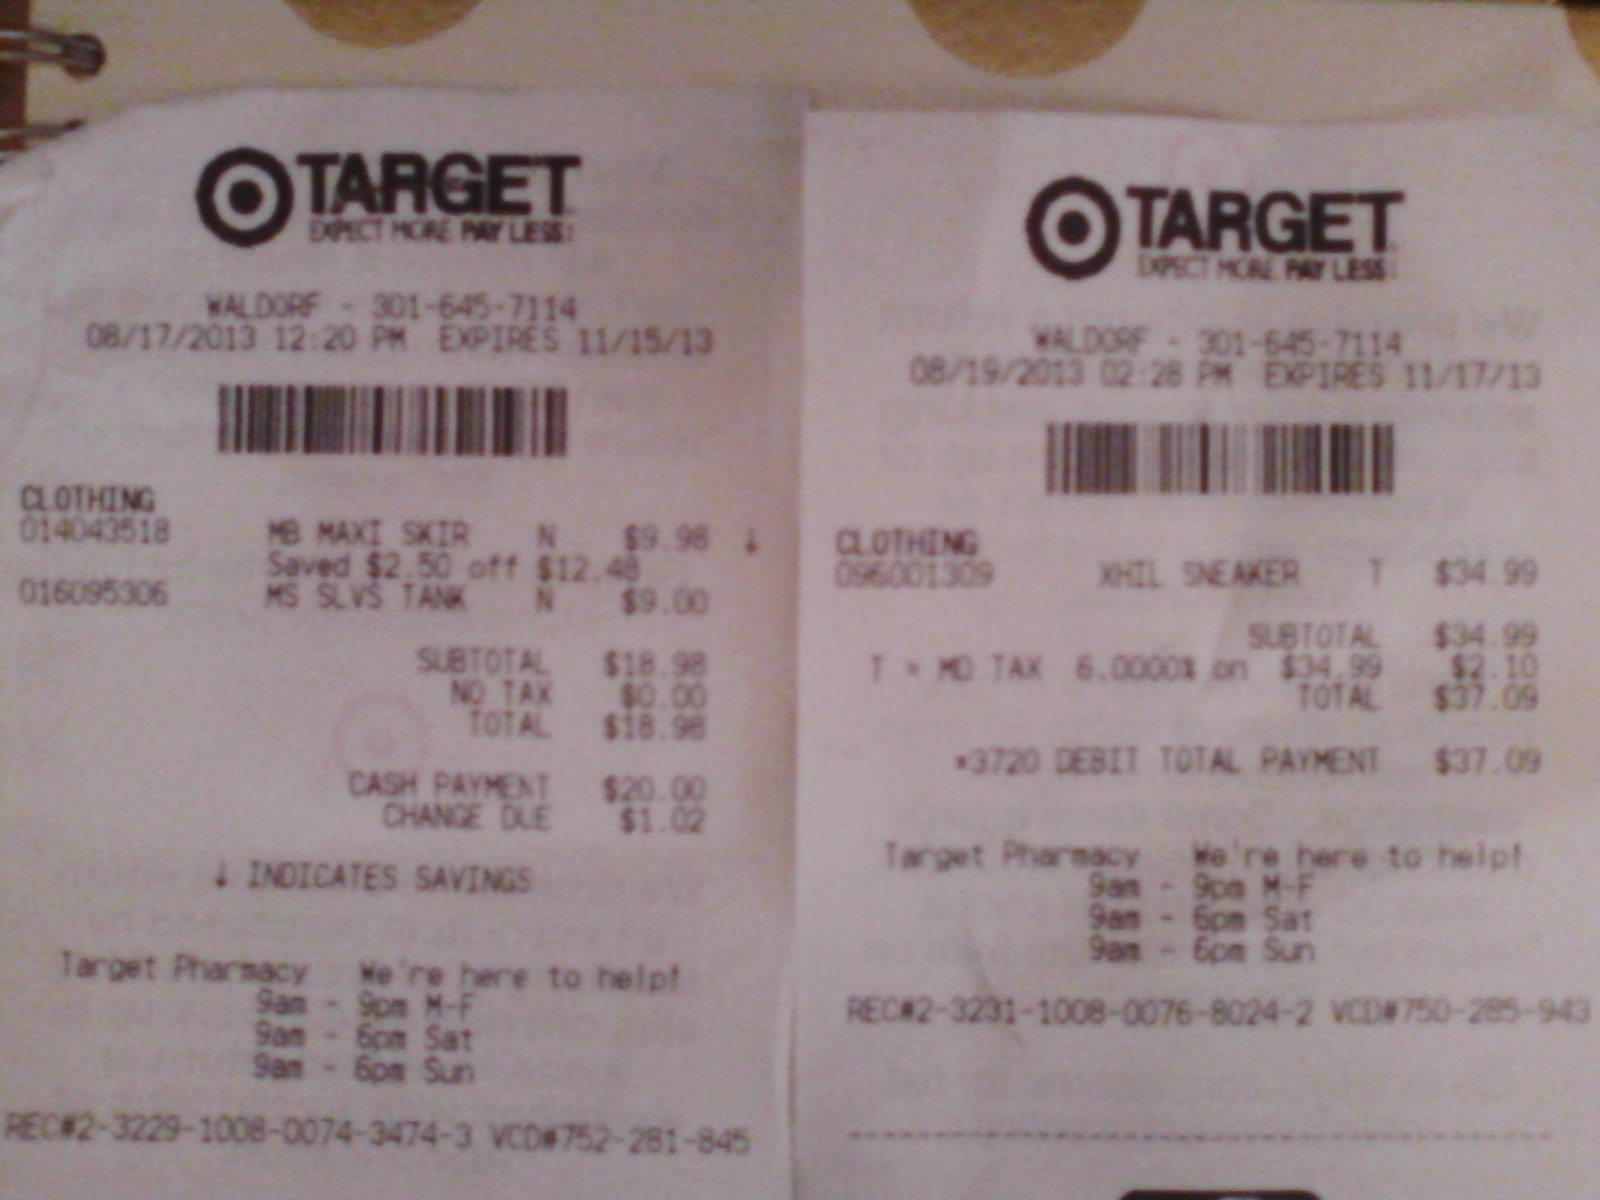 TARGET
EXPECT MORE PAY LESS
WALDORF - 301-645-7114
08/17/2013 12:20 PM EXPIRES 11/15/13
CLOTHING
014043518 MB MAXI SKIR N $9.98 ↓
Saved $2.50 off $12.48
016095306 MS SLVS TANK N $9.00
SUBTOTAL $18.98
NO TAX $0.00
TOTAL $18.98
CASH PAYMENT $20.00
CHANGE DUE $1.02
↓ INDICATES SAVINGS
Target Pharmacy We're here to help!
9am - 9pm M-F
9am - 6pm Sat
9am - 6pm Sun
REC#2-3229-1008-0074-3474-3 VCD#752-281-845
TARGET
EXPECT MORE PAY LESS
WALDORF - 301-645-7114
08/19/2013 02:28 PM EXPIRES 11/17/13
CLOTHING
096001309 XHIL SNEAKER T $34.99
SUBTOTAL $34.99
T = MD TAX 6.0000% on $34.99 $2.10
TOTAL $37.09
*3720 DEBIT TOTAL PAYMENT $37.09
Target Pharmacy We're here to help!
9am - 9pm M-F
9am - 6pm Sat
9am - 6pm Sun
REC#2-3231-1008-0076-8024-2 VCD#750-285-943